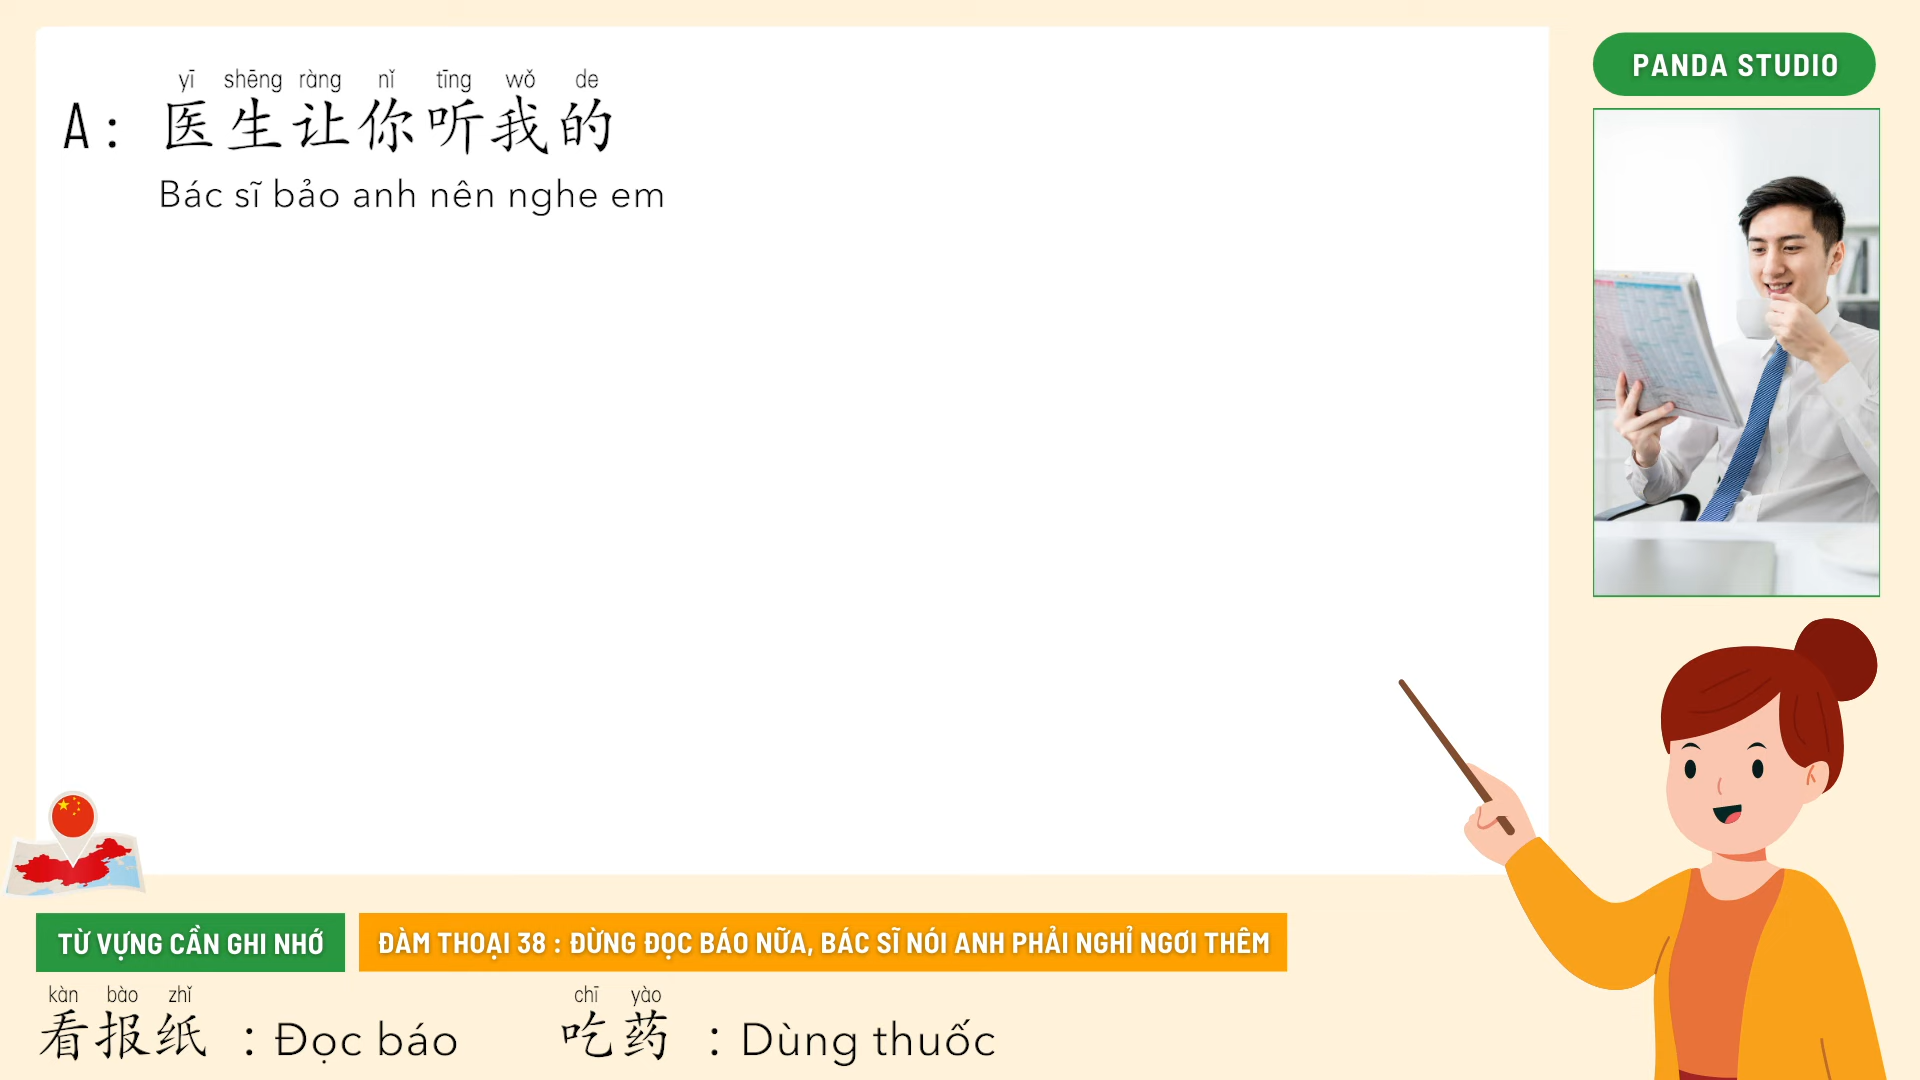 PANDA STUDIO
yī shēng ràng nǐ tīng wǒ de
A : 医生让你听我的
Bác sĩ bảo anh nên nghe em
TỪ VỰNG CẦN GHI NHỚ
ĐÀM THOẠI 38 : ĐỪNG ĐỌC BÁO NỮA, BÁC SĨ NÓI ANH PHẢI NGHỈ NGƠI THÊM
kàn bào zhǐ
看报纸 : Đọc báo
chī yào
吃药 : Dùng thuốc